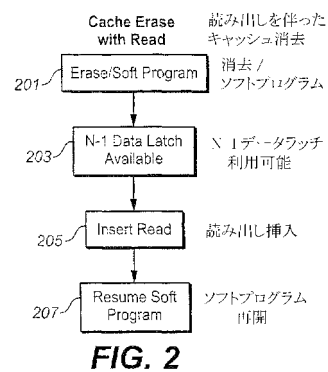 Cache Erase
with Read
読み出しを伴った
キャッシュ消去
201
Erase/Soft Program
消去 /
ソフトプログラム
203
N-1 Data Latch
Available
N-1データラッチ
利用可能
205
Insert Read
読み出し挿入
207
Resume Soft
Program
ソフトプログラム
再開
FIG. 2